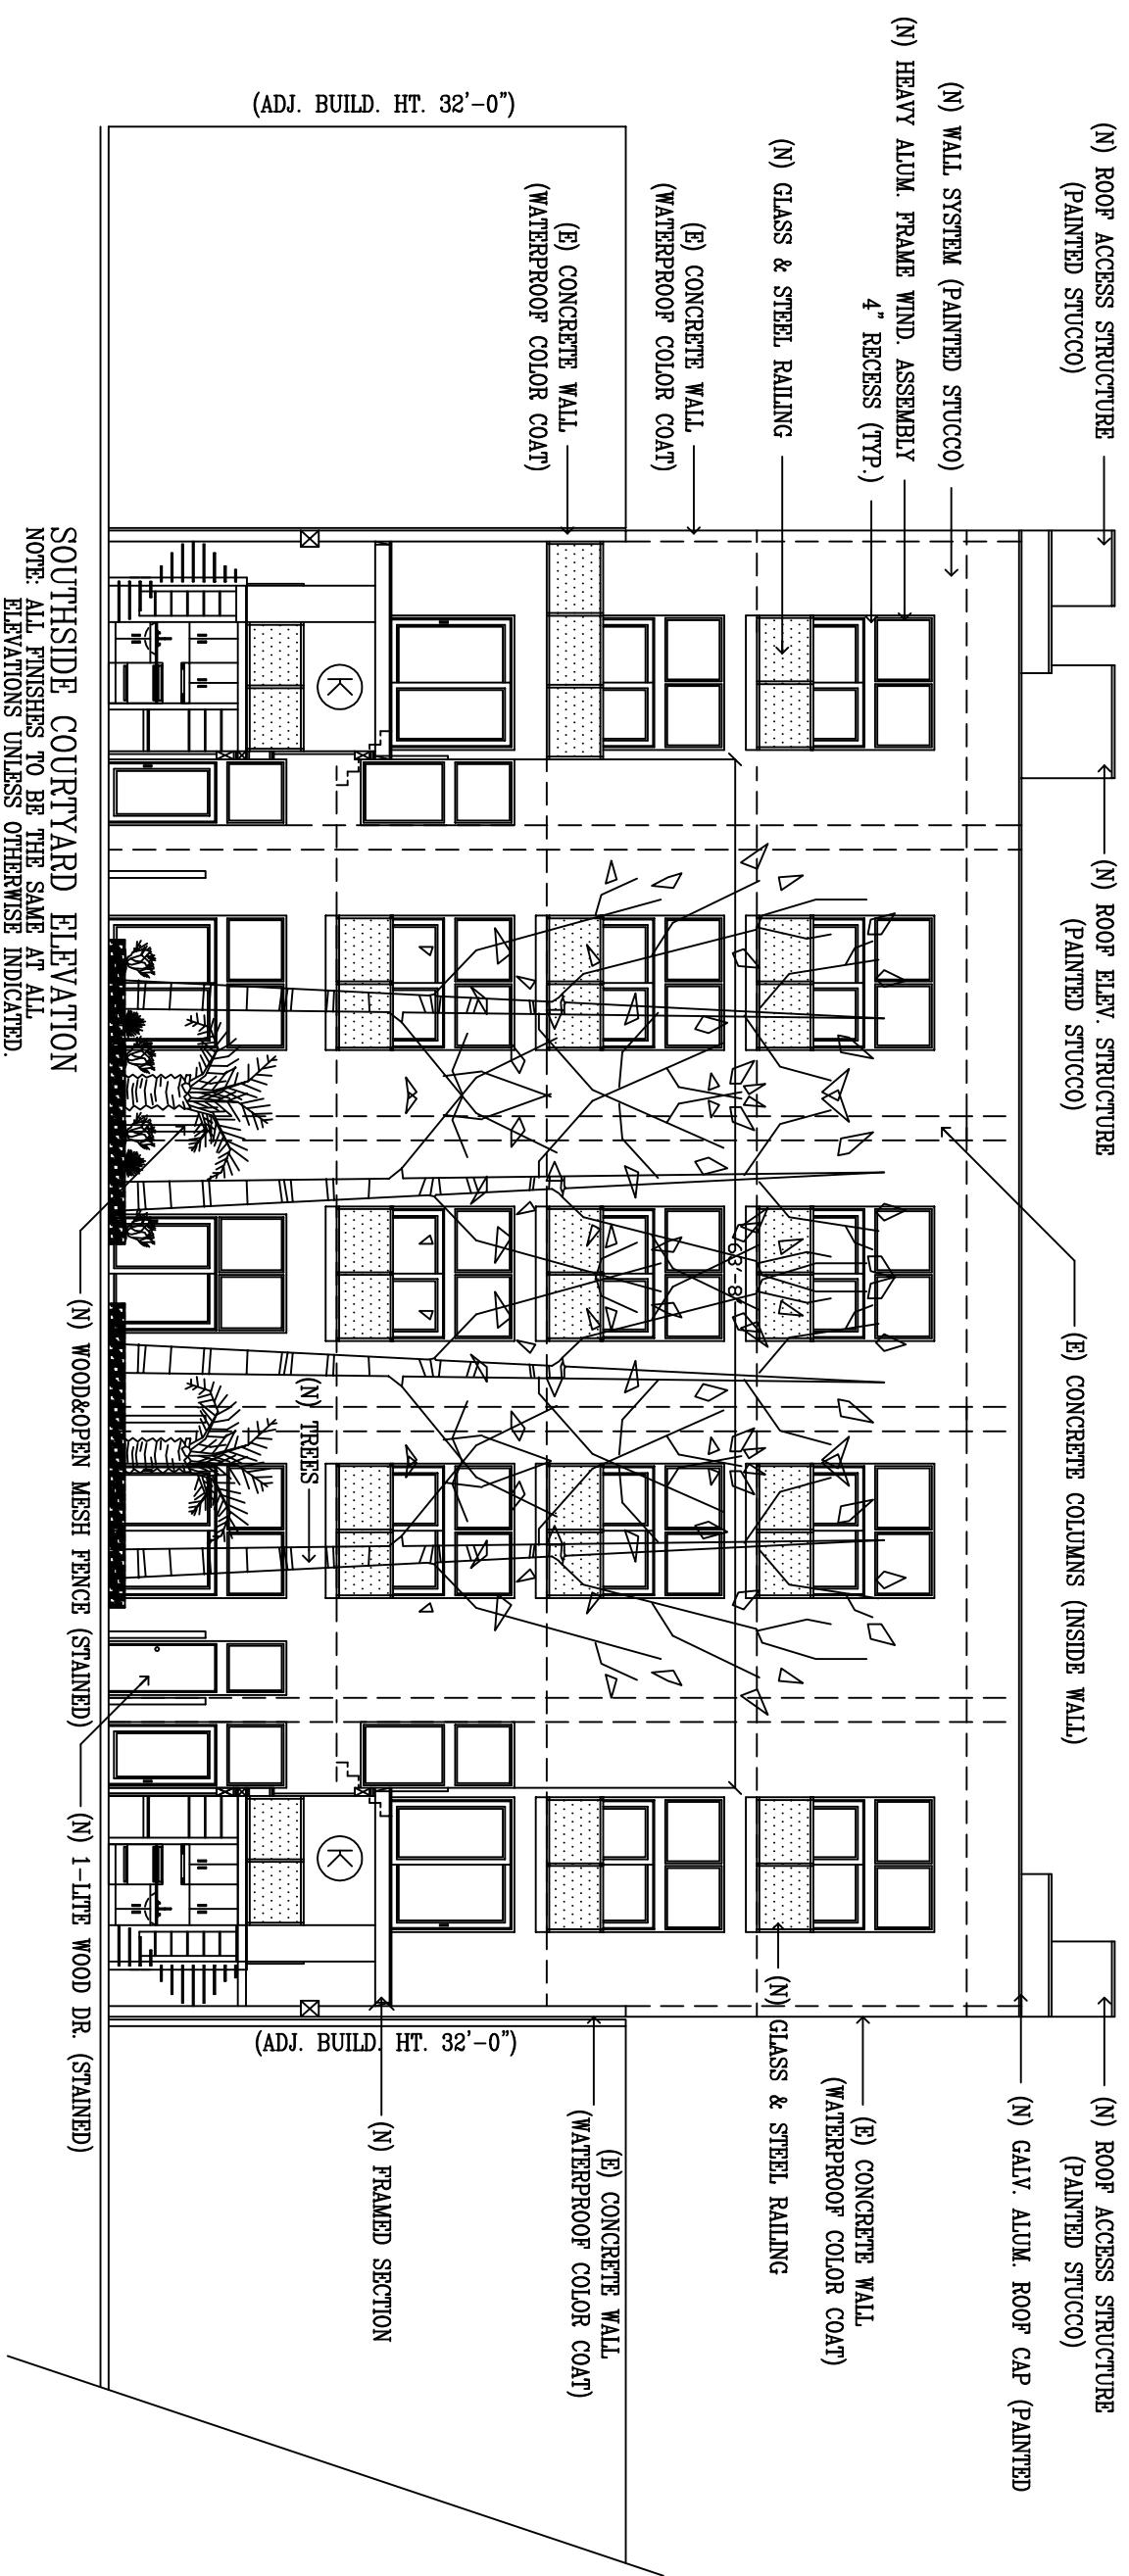 (N) ROOF ACCESS STRUCTURE
(PAINTED STUCCO)
(N) ROOF ELEV. STRUCTURE
(PAINTED STUCCO)
(N) ROOF ACCESS STRUCTURE
(PAINTED STUCCO)
(N) WALL SYSTEM (PAINTED STUCCO)
(N) HEAVY ALUM. FRAME WIND. ASSEMBLY
4" RECESS (TYP.)
(N) GLASS & STEEL RAILING
(E) CONCRETE WALL
(WATERPROOF COLOR COAT)
(E) CONCRETE WALL
(WATERPROOF COLOR COAT)
(ADJ. BUILD. HT. 32'-0")
(E) CONCRETE COLUMNS (INSIDE WALL)
(N) GALV. ALUM. ROOF CAP (PAINTED
(E) CONCRETE WALL
(WATERPROOF COLOR COAT)
(N) GLASS & STEEL RAILING
(E) CONCRETE WALL
(WATERPROOF COLOR COAT)
(N) FRAMED SECTION
(ADJ. BUILD. HT. 32'-0")
63'-8"
K
K
(N) TREES
(N) WOOD&OPEN MESH FENCE (STAINED)
(N) 1-LITE WOOD DR. (STAINED)
SOUTHSIDE COURTYARD ELEVATION
NOTE: ALL FINISHES TO BE THE SAME AT ALL
ELEVATIONS UNLESS OTHERWISE INDICATED.